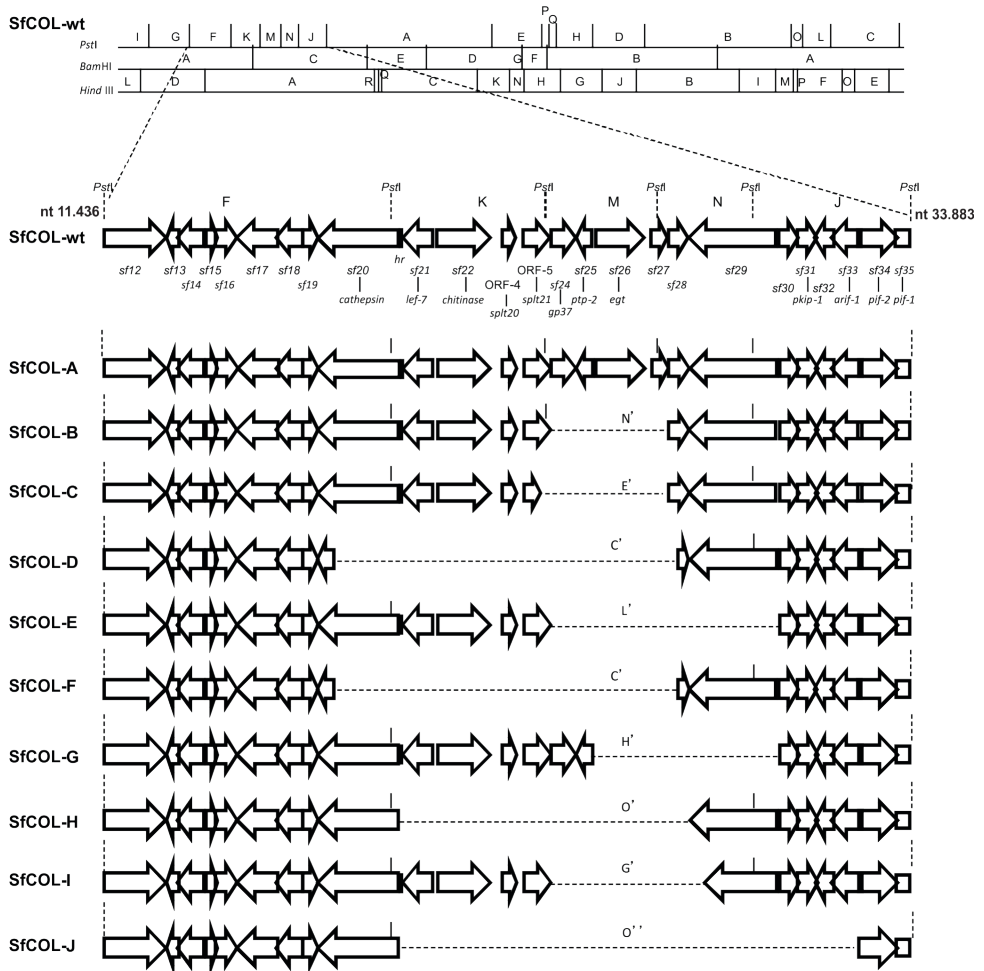 P
SfCOL-wt Q
I G F K M N J A E H D B O L C
PstI
A C E D G F B A
BamHI
Q
L D A R C K N H G J B I M P F O E
Hind III
PstI PstI PstI PstI PstI PstI
nt 11.436 F K M N J nt 33.883
SfCOL-wt
hr
sf12 sf13 sf15 sf17 sf18 sf20 sf21 sf22 ORF-5 sf25 sf26 sf27 sf29 sf31 sf33 sf34 sf35
sf14 sf16 sf19 ORF-4 sf24 sf28 sf30 sf32
cathepsin lef-7 chitinase splt21 ptp-2 egt pkip-1 arif-1 pif-2 pif-1
splt20 gp37
SfCOL-A
SfCOL-B N'
SfCOL-C E'
SfCOL-D C'
SfCOL-E L'
SfCOL-F C'
SfCOL-G H'
SfCOL-H O'
SfCOL-I G'
SfCOL-J O''